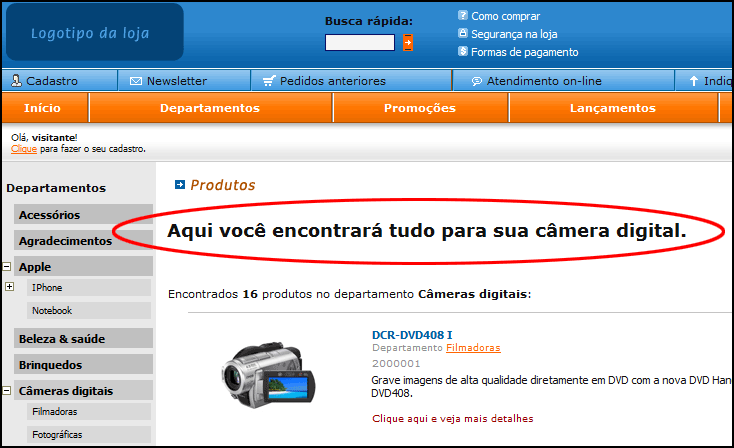 Logotipo da loja
Busca rápida:
Como comprar
Segurança na loja
Formas de pagamento
Cadastro
Newsletter
Pedidos anteriores
Atendimento on-line
Indiq
Início
Departamentos
Promoções
Lançamentos
Olá, visitante!
Clique para fazer o seu cadastro.
Departamentos
Acessórios
Agradecimentos
Apple
IPhone
Notebook
Beleza & saúde
Brinquedos
Câmeras digitais
Filmadoras
Fotográficas
Produtos
Aqui você encontrará tudo para sua câmera digital.
Encontrados 16 produtos no departamento Câmeras digitais:
DCR-DVD408 I
Departamento Filmadoras
2000001
Grave imagens de alta qualidade diretamente em DVD com a nova DVD Han
DVD408.
Clique aqui e veja mais detalhes